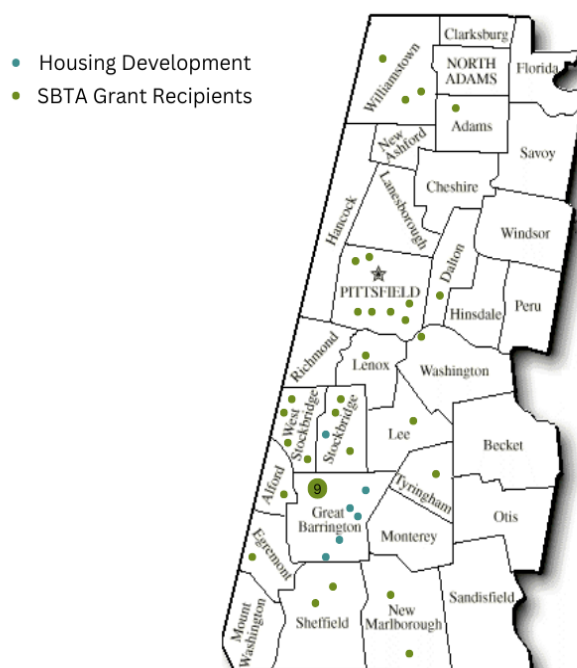 Housing Development
SBTA Grant Recipients
Clarksburg
Williamstown
NORTH
ADAMS
Florida
Adams
New
Ashford
Savoy
Cheshire
Hancock
Lanesborough
Windsor
Dalton
PITTSFIELD
Hinsdale
Peru
Richmond
Lenox
Washington
West
Stockbridge
Stockbridge
Lee
Becket
Alford
9
Great
Barrington
Tyringham
Otis
Monterey
Egremont
Mount
Washington
Sheffield
New
Marlborough
Sandisfield